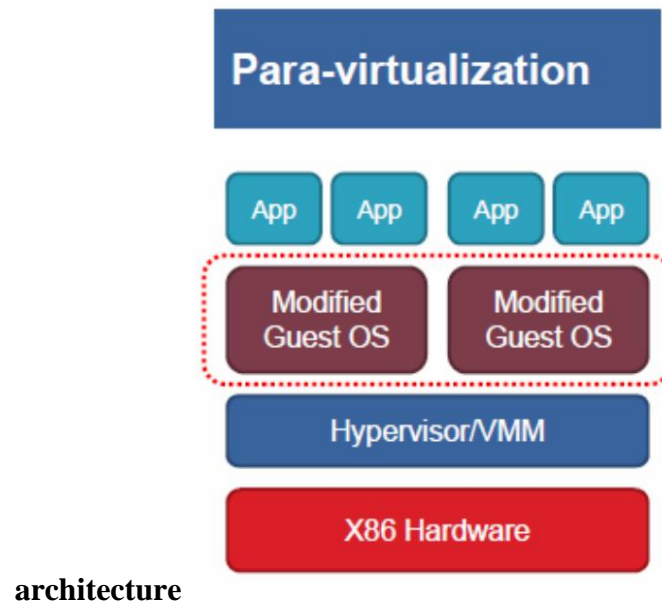 Para-virtualization
App App App App
Modified Guest OS Modified Guest OS
Hypervisor/VMM
X86 Hardware
architecture